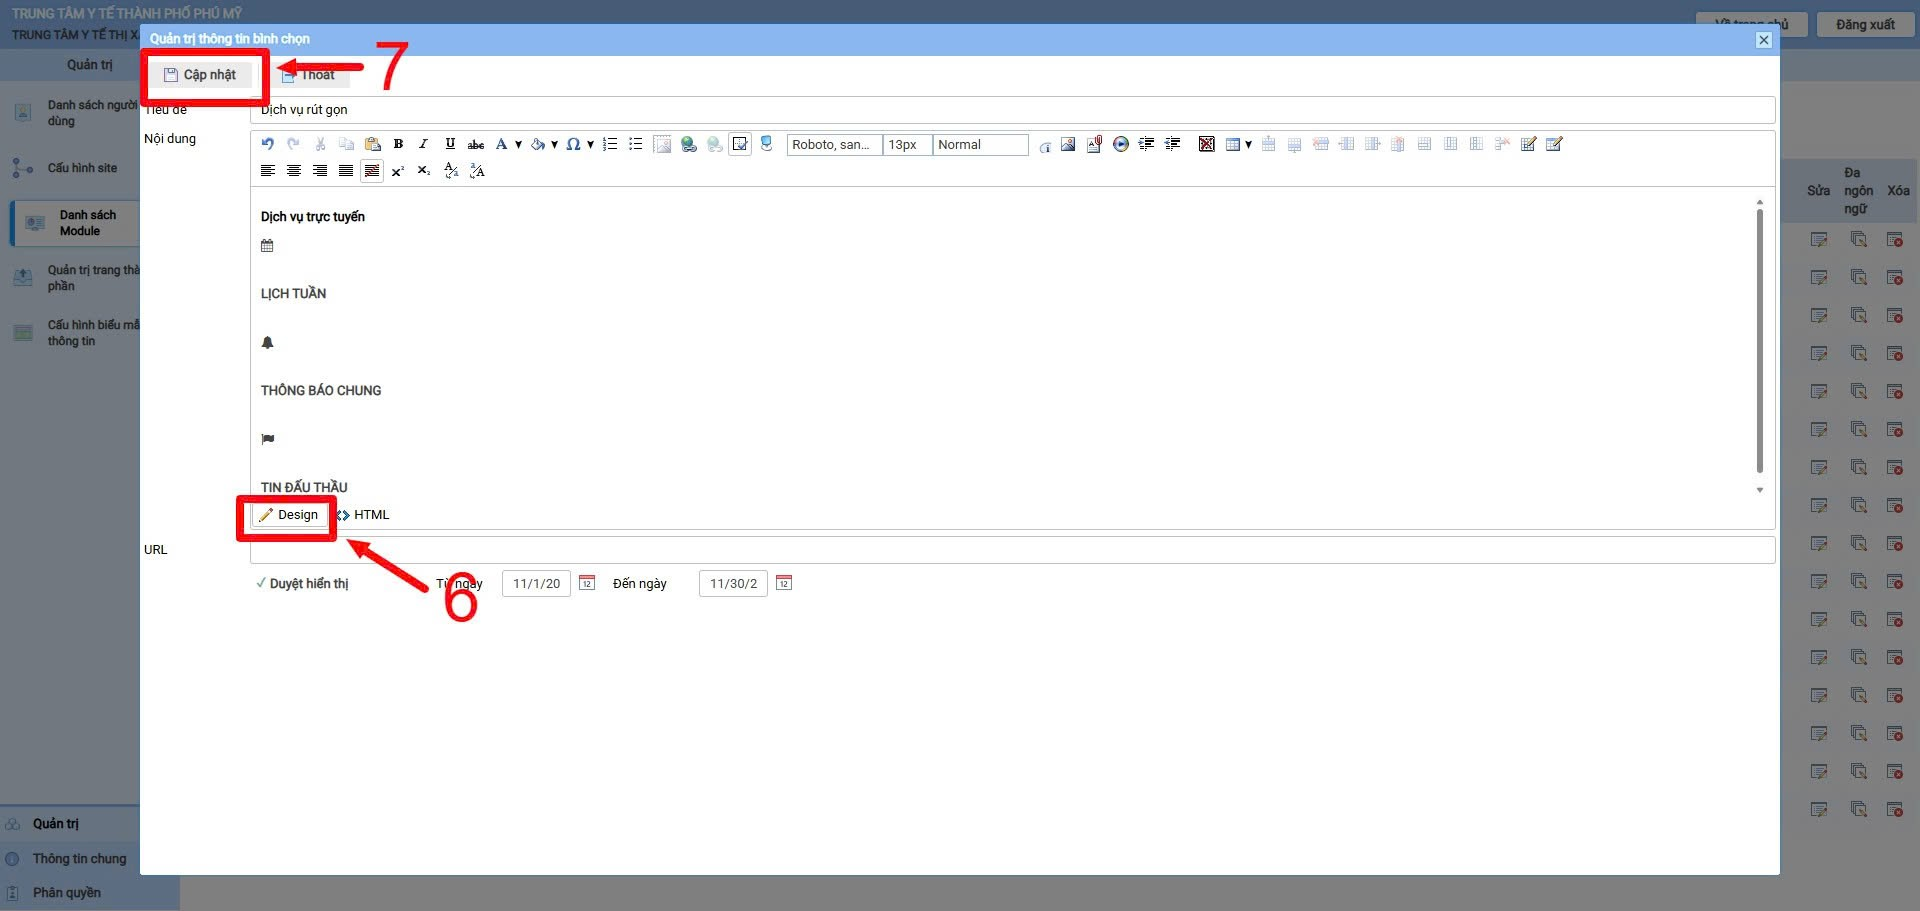 TRUNG TÂM Y TẾ THÀNH PHỐ PHÚ MỸ
TRUNG TÂM Y TẾ THỊ X
Về trang chủ
Đăng xuất
Quản trị thông tin bình chọn
Quản trị
Cập nhật
Thoát
7
Danh sách người dùng
Cấu hình site
Danh sách Module
Quản trị trang thà
phần
Cấu hình biểu mẫ
thông tin
Quản trị
Thông tin chung
Phân quyền
Tiêu đề
Dịch vụ rút gọn
Nội dung
B I U abc A Ω
Roboto, san...
13px
Normal
Dịch vụ trực tuyến
LỊCH TUẦN
THÔNG BÁO CHUNG
TIN ĐẤU THẦU
Design
HTML
URL
6
Duyệt hiển thị
Từ ngày
11/1/20
12
Đến ngày
11/30/2
12
Sửa
Đa ngôn ngữ
Xóa